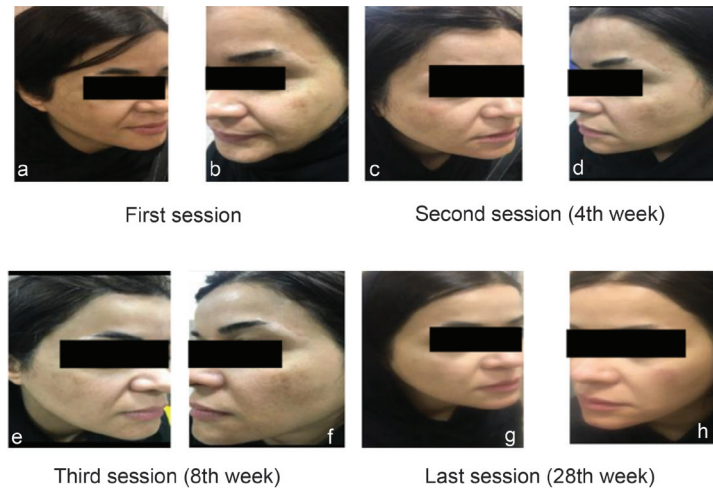 a
b
c
d
First session
Second session (4th week)
e
f
g
h
Third session (8th week)
Last session (28th week)